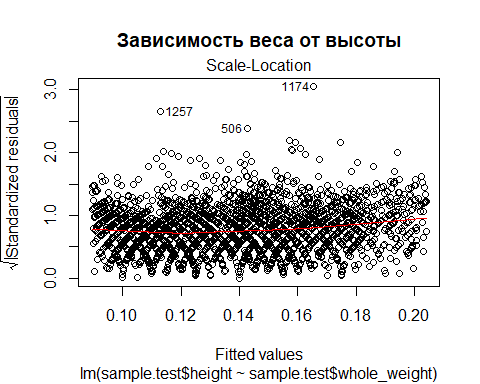 Зависимость веса от высоты
Scale-Location
√|Standardized residuals|
3.0
2.0
1.0
0.0
1174
1257
506
0.10 0.12 0.14 0.16 0.18 0.20
Fitted values
lm(sample.test$height ~ sample.test$whole_weight)